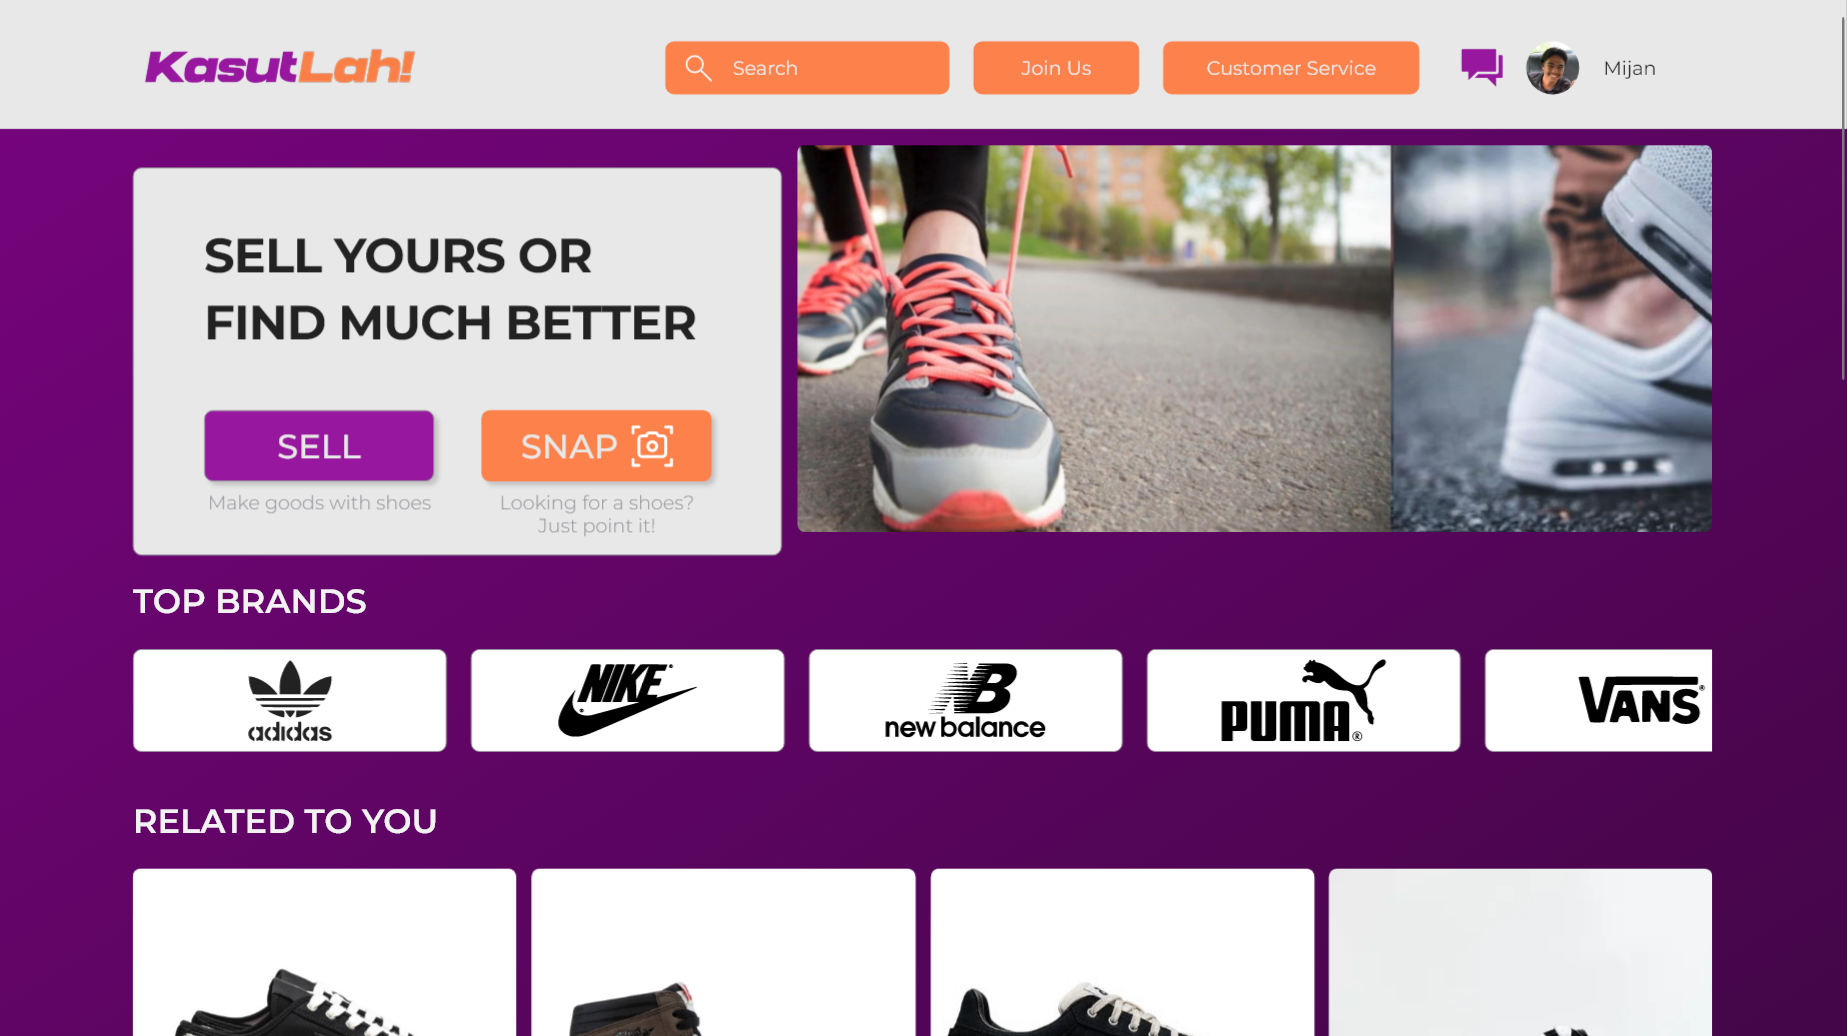 KasutLah!
Search
Join Us
Customer Service
Mijan
SELL YOURS OR
FIND MUCH BETTER
SELL
SNAP
Make goods with shoes
Looking for a shoes?
Just point it!
TOP BRANDS
adidas
NIKE
NB
new balance
PUMA®
VANS®
RELATED TO YOU